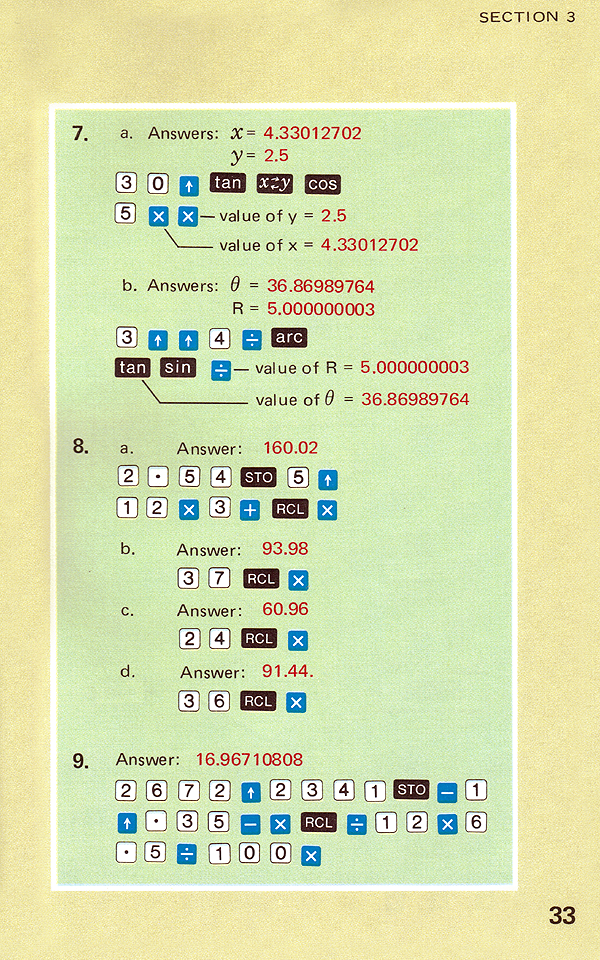 SECTION 3
7. a. Answers: x = 4.33012702
y = 2.5
3 0 ↑ tan x⇄y cos
5 × × — value of y = 2.5
value of x = 4.33012702
b. Answers: θ = 36.86989764
R = 5.000000003
3 ↑ ↑ 4 ÷ arc
tan sin ÷ — value of R = 5.000000003
value of θ = 36.86989764
8. a. Answer: 160.02
2 · 5 4 STO 5 ↑
1 2 × 3 + RCL ×
b. Answer: 93.98
3 7 RCL ×
c. Answer: 60.96
2 4 RCL ×
d. Answer: 91.44.
3 6 RCL ×
9. Answer: 16.96710808
2 6 7 2 ↑ 2 3 4 1 STO − 1
↑ · 3 5 − × RCL ÷ 1 2 × 6
· 5 ÷ 1 0 0 ×
33